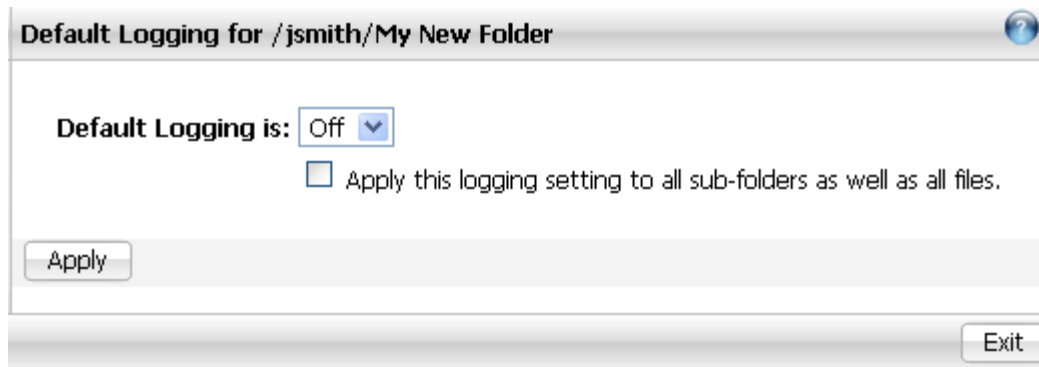 Default Logging for /jsmith/My New Folder ?
Default Logging is: Off
Apply this logging setting to all sub-folders as well as all files.
Apply
Exit